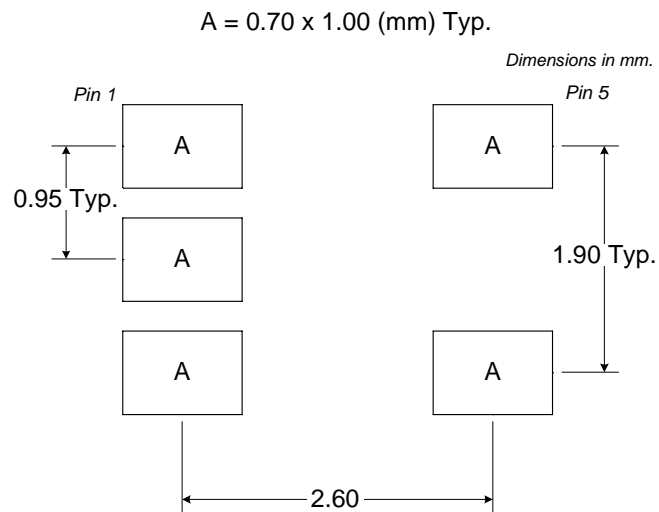 A = 0.70 x 1.00 (mm) Typ.
Dimensions in mm.
Pin 1
Pin 5
A
A
0.95 Typ.
A
1.90 Typ.
A
A
2.60